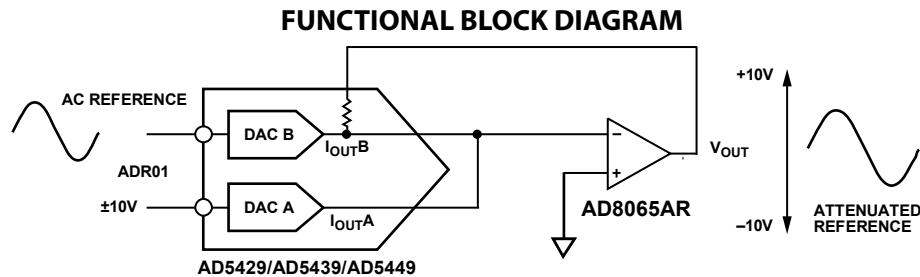 FUNCTIONAL BLOCK DIAGRAM
AC REFERENCE
DAC B
IOUTB
ADR01
±10V
DAC A
IOUTA
AD5429/AD5439/AD5449
−
+
AD8065AR
VOUT
+10V
−10V
ATTENUATED
REFERENCE